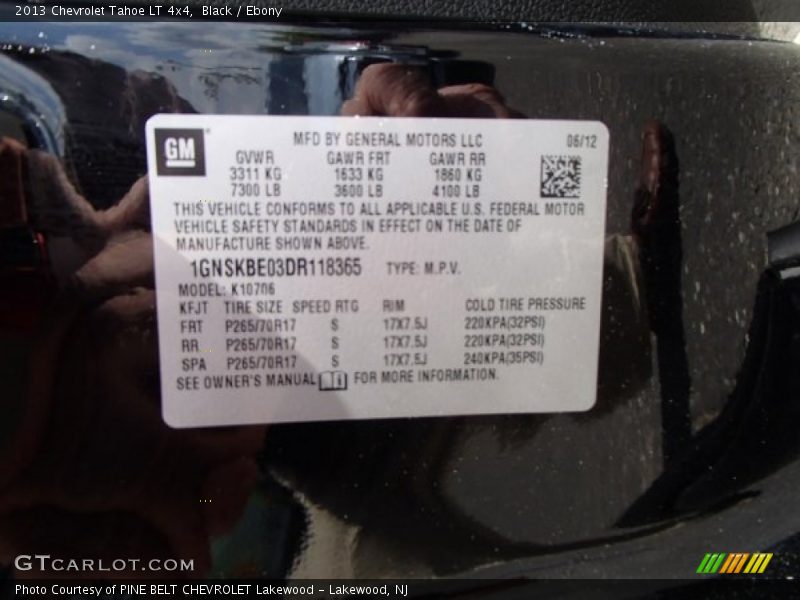 2013 Chevrolet Tahoe LT 4x4, Black / Ebony
GM
MFD BY GENERAL MOTORS LLC 06/12
GVWR GAWR FRT GAWR RR
3311 KG 1633 KG 1860 KG
7300 LB 3600 LB 4100 LB
THIS VEHICLE CONFORMS TO ALL APPLICABLE U.S. FEDERAL MOTOR
VEHICLE SAFETY STANDARDS IN EFFECT ON THE DATE OF
MANUFACTURE SHOWN ABOVE.
1GNSKBE03DR118365 TYPE: M.P.V.
MODEL: K10706
KFJT TIRE SIZE SPEED RTG RIM COLD TIRE PRESSURE
FRT P265/70R17 S 17X7.5J 220KPA(32PSI)
RR P265/70R17 S 17X7.5J 220KPA(32PSI)
SPA P265/70R17 S 17X7.5J 240KPA(35PSI)
SEE OWNER'S MANUAL FOR MORE INFORMATION.
GTCARLOT.COM
Photo Courtesy of PINE BELT CHEVROLET Lakewood - Lakewood, NJ